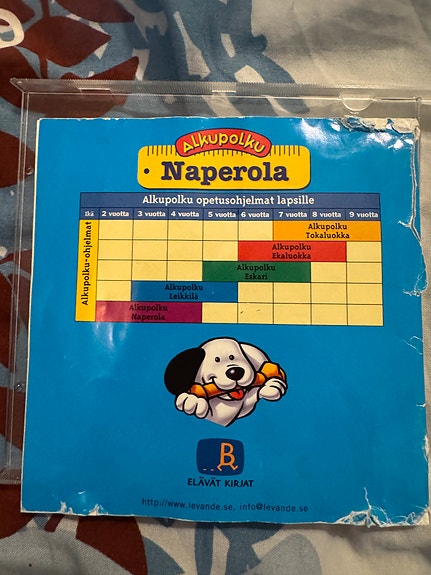 Alkupolku
Naperola
Alkupolku opetusohjelmat lapsille
Ikä 2 vuotta 3 vuotta 4 vuotta 5 vuotta 6 vuotta 7 vuotta 8 vuotta 9 vuotta
Alkupolku-ohjelmat
Alkupolku
Tokaluokka
Alkupolku
Ekaluokka
Alkupolku
Eskari
Alkupolku
Leikkilä
Alkupolku
Naperola
B
ELÄVÄT KIRJAT
http://www.levande.se, info@levande.se